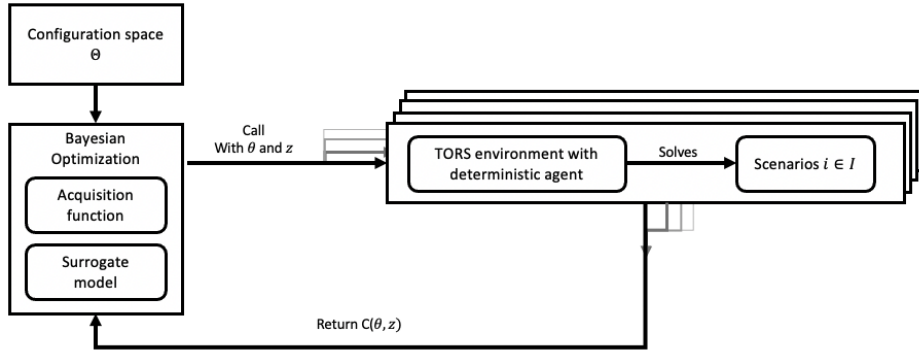 Configuration space
Θ
Bayesian
Optimization
Acquisition
function
Surrogate
model
Call
With θ and z
TORS environment with
deterministic agent
Solves
Scenarios i ∈ I
Return C(θ, z)